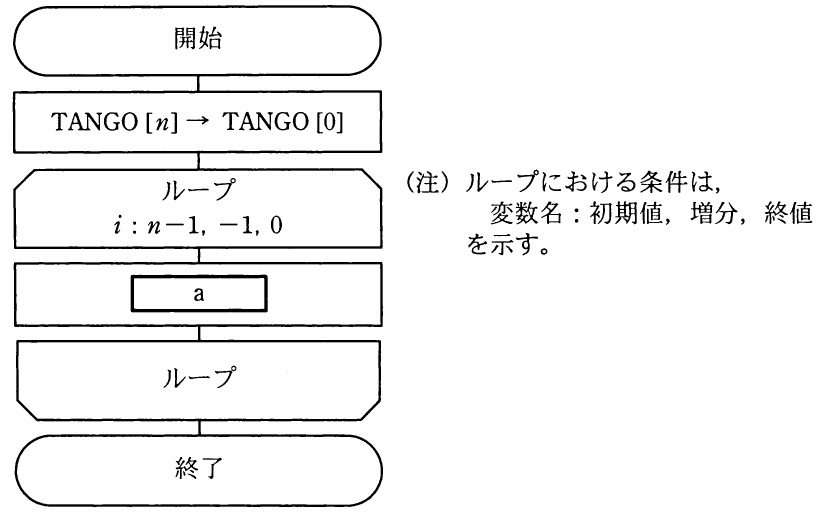 開始
TANGO [n] → TANGO [0]
ループ
i : n−1, −1, 0
(注) ループにおける条件は,
変数名：初期値, 増分, 終値
を示す。
a
ループ
終了